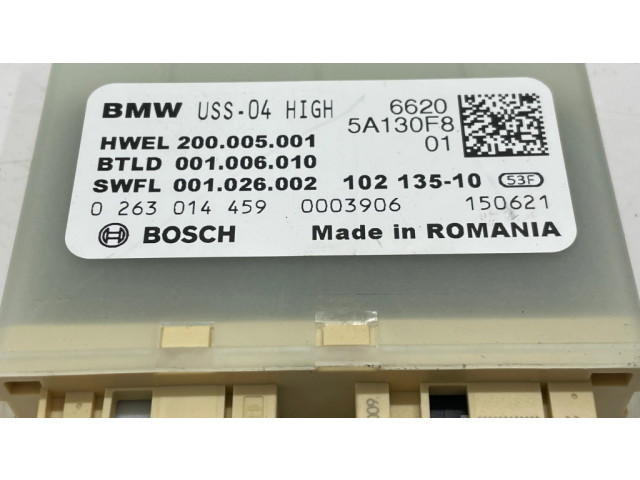 BMW USS-04 HIGH 6620
5A130F8
01
HWEL 200.005.001
BTLD 001.006.010
SWFL 001.026.002 102 135-10 53F
0 263 014 459 0003906 150621
BOSCH Made in ROMANIA